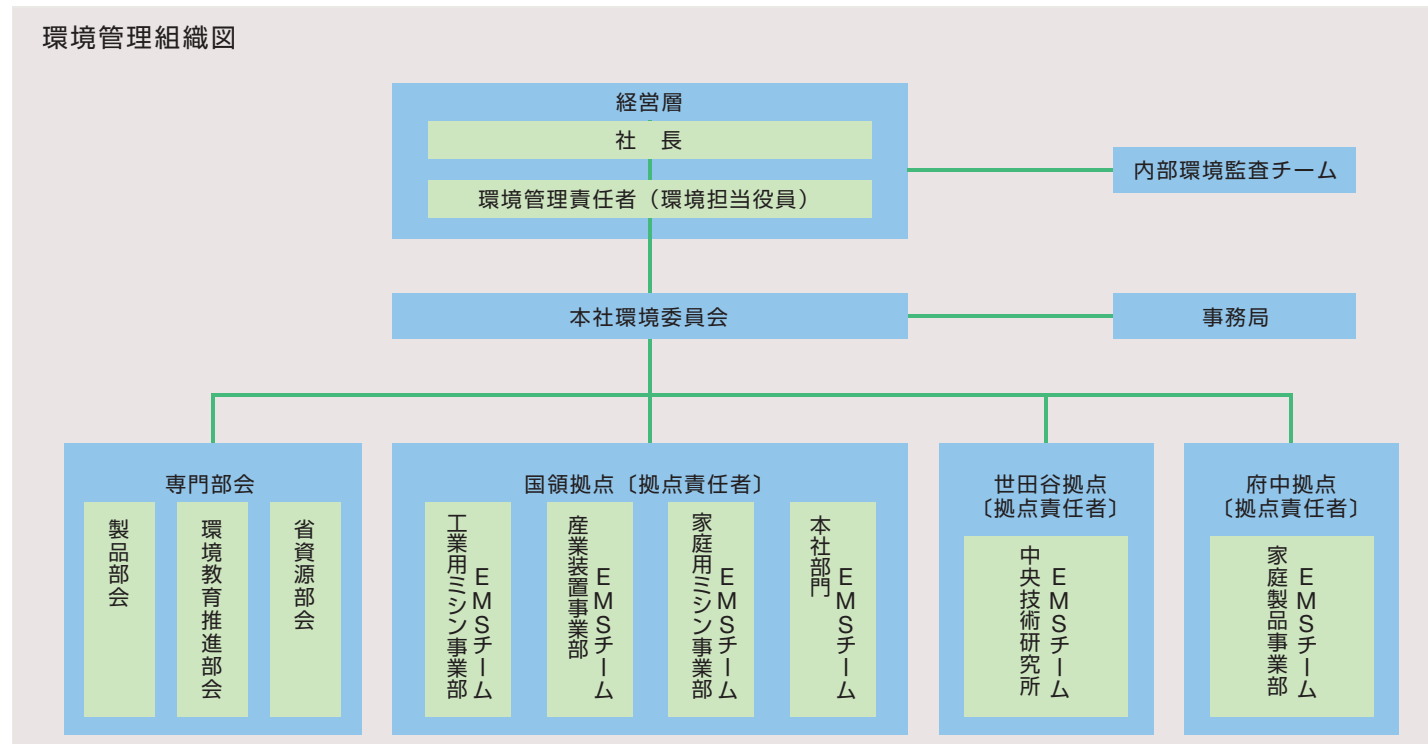 環境管理組織図
経営層
社　長
環境管理責任者（環境担当役員）
内部環境監査チーム
本社環境委員会
事務局
専門部会
製品部会
環境教育推進部会
省資源部会
国領拠点〔拠点責任者〕
工業用ミシン事業部
EMSチーム
産業装置事業部
EMSチーム
家庭用ミシン事業部
EMSチーム
本社部門
EMSチーム
世田谷拠点
〔拠点責任者〕
中央技術研究所
EMSチーム
府中拠点
〔拠点責任者〕
家庭製品事業部
EMSチーム